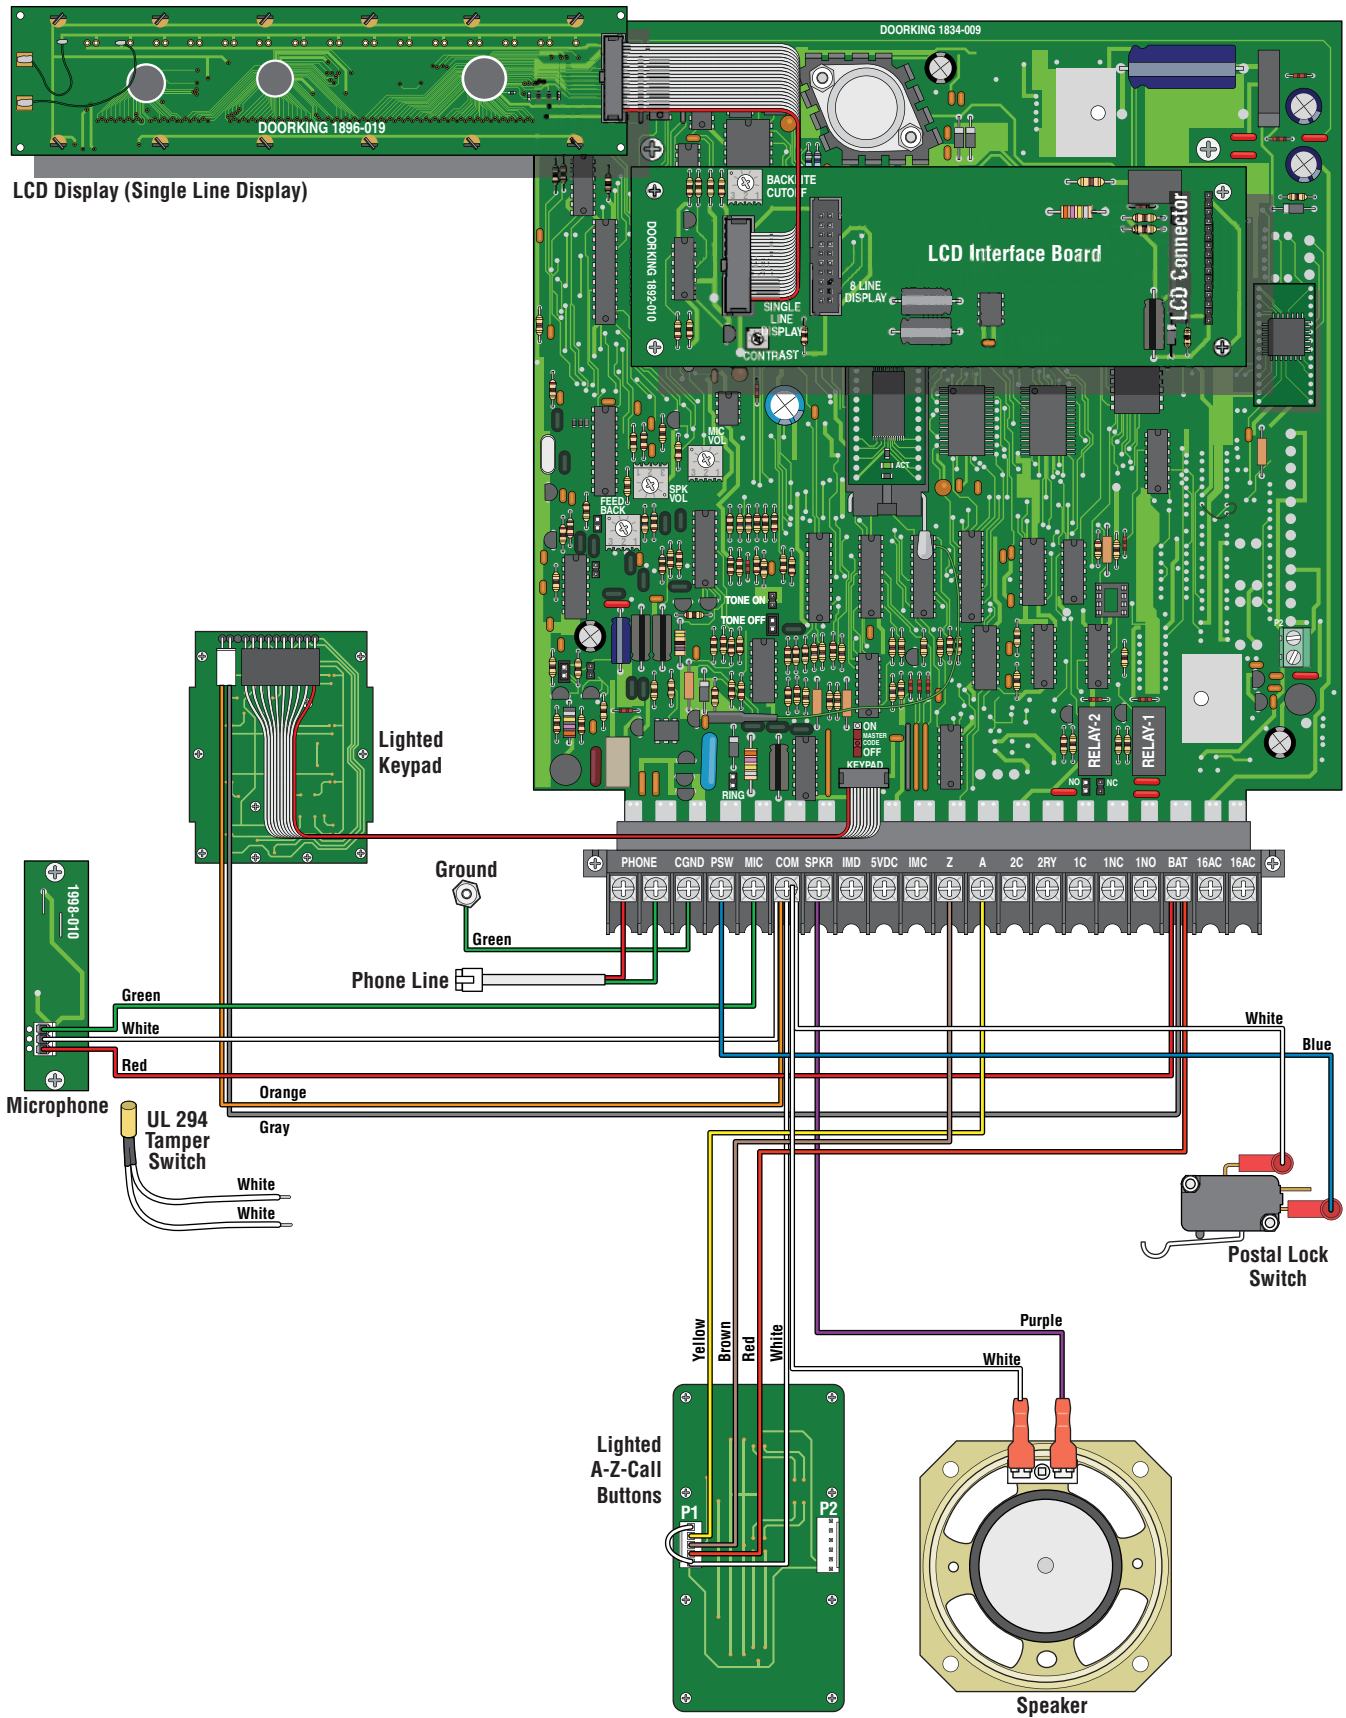 DOORKING 1834-009
DOORKING 1896-019
LCD Display (Single Line Display)
BACKLITE
CUTOFF
DOORKING 1892-010
LCD Interface Board
LCD Connector
8 LINE
DISPLAY
SINGLE
LINE
DISPLAY
CONTRAST
MIC
VOL
SPK
VOL
FEED
BACK
ACT
TONE ON
TONE OFF
P2
Lighted
Keypad
ON
MASTER
CODE
OFF
KEYPAD
RELAY-2
RELAY-1
RING
NO
NC
PHONE CGND PSW MIC COM SPKR IMD 5VDC IMC Z A 2C 2RY 1C 1NC 1NO BAT 16AC 16AC
Ground
Green
Phone Line
1998-010
Green
White
Red
Microphone
White
Blue
Orange
Gray
UL 294
Tamper
Switch
White
White
Postal Lock
Switch
Yellow
Brown
Red
White
Purple
White
Lighted
A-Z-Call
Buttons
P1
P2
Speaker